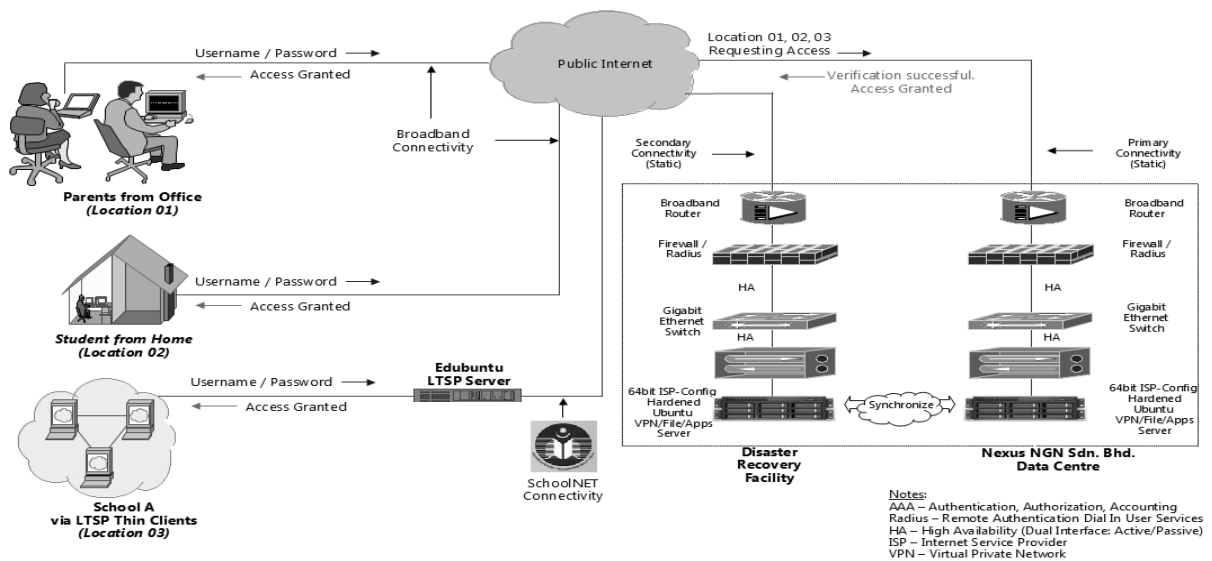 Username / Password
Access Granted
Public Internet
Location 01, 02, 03
Requesting Access
Verification successful.
Access Granted
Broadband
Connectivity
Parents from Office
(Location 01)
Secondary
Connectivity
(Static)
Primary
Connectivity
(Static)
Broadband
Router
Broadband
Router
Firewall /
Radius
Firewall /
Radius
HA
HA
Username / Password
Access Granted
Student from Home
(Location 02)
Gigabit
Ethernet
Switch
Gigabit
Ethernet
Switch
HA
HA
Username / Password
Access Granted
Edubuntu
LTSP Server
64bit ISP-Config
Hardened
Ubuntu
VPN/File/Apps
Server
Synchronize
64bit ISP-Config
Hardened
Ubuntu
VPN/File/Apps
Server
SchoolNET
Connectivity
Disaster
Recovery
Facility
Nexus NGN Sdn. Bhd.
Data Centre
School A
via LTSP Thin Clients
(Location 03)
Notes:
AAA – Authentication, Authorization, Accounting
Radius – Remote Authentication Dial In User Services
HA – High Availability (Dual Interface: Active/Passive)
ISP – Internet Service Provider
VPN – Virtual Private Network